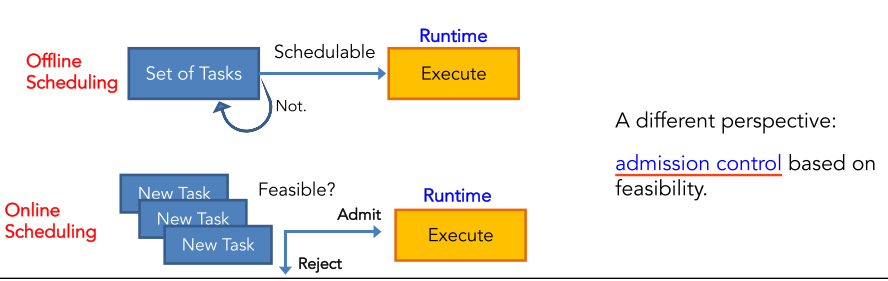 Runtime
Offline
Scheduling
Set of Tasks
Schedulable
Execute
Not.
A different perspective:
admission control based on
feasibility.
New Task
New Task
New Task
Feasible?
Online
Scheduling
Admit
Reject
Runtime
Execute